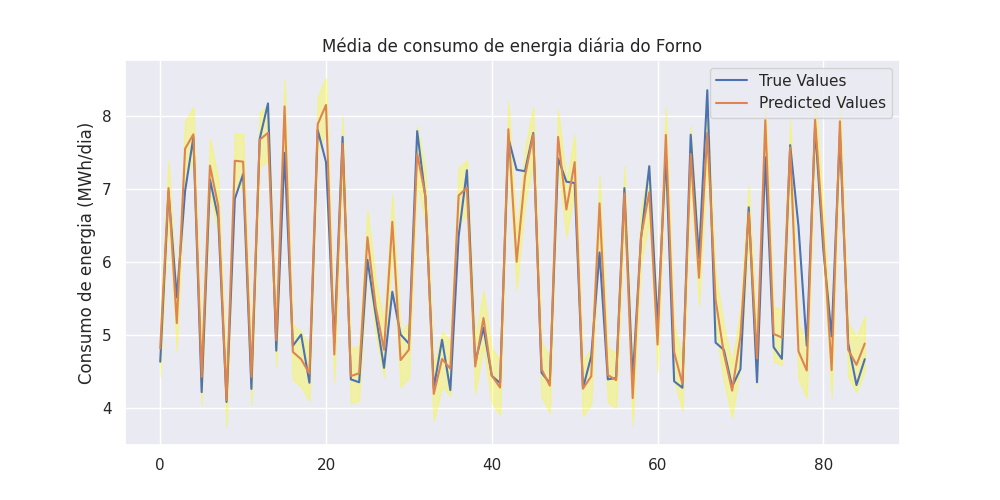 Média de consumo de energia diária do Forno
True Values
Predicted Values
Consumo de energia (MWh/dia)
8
7
6
5
4
0 20 40 60 80